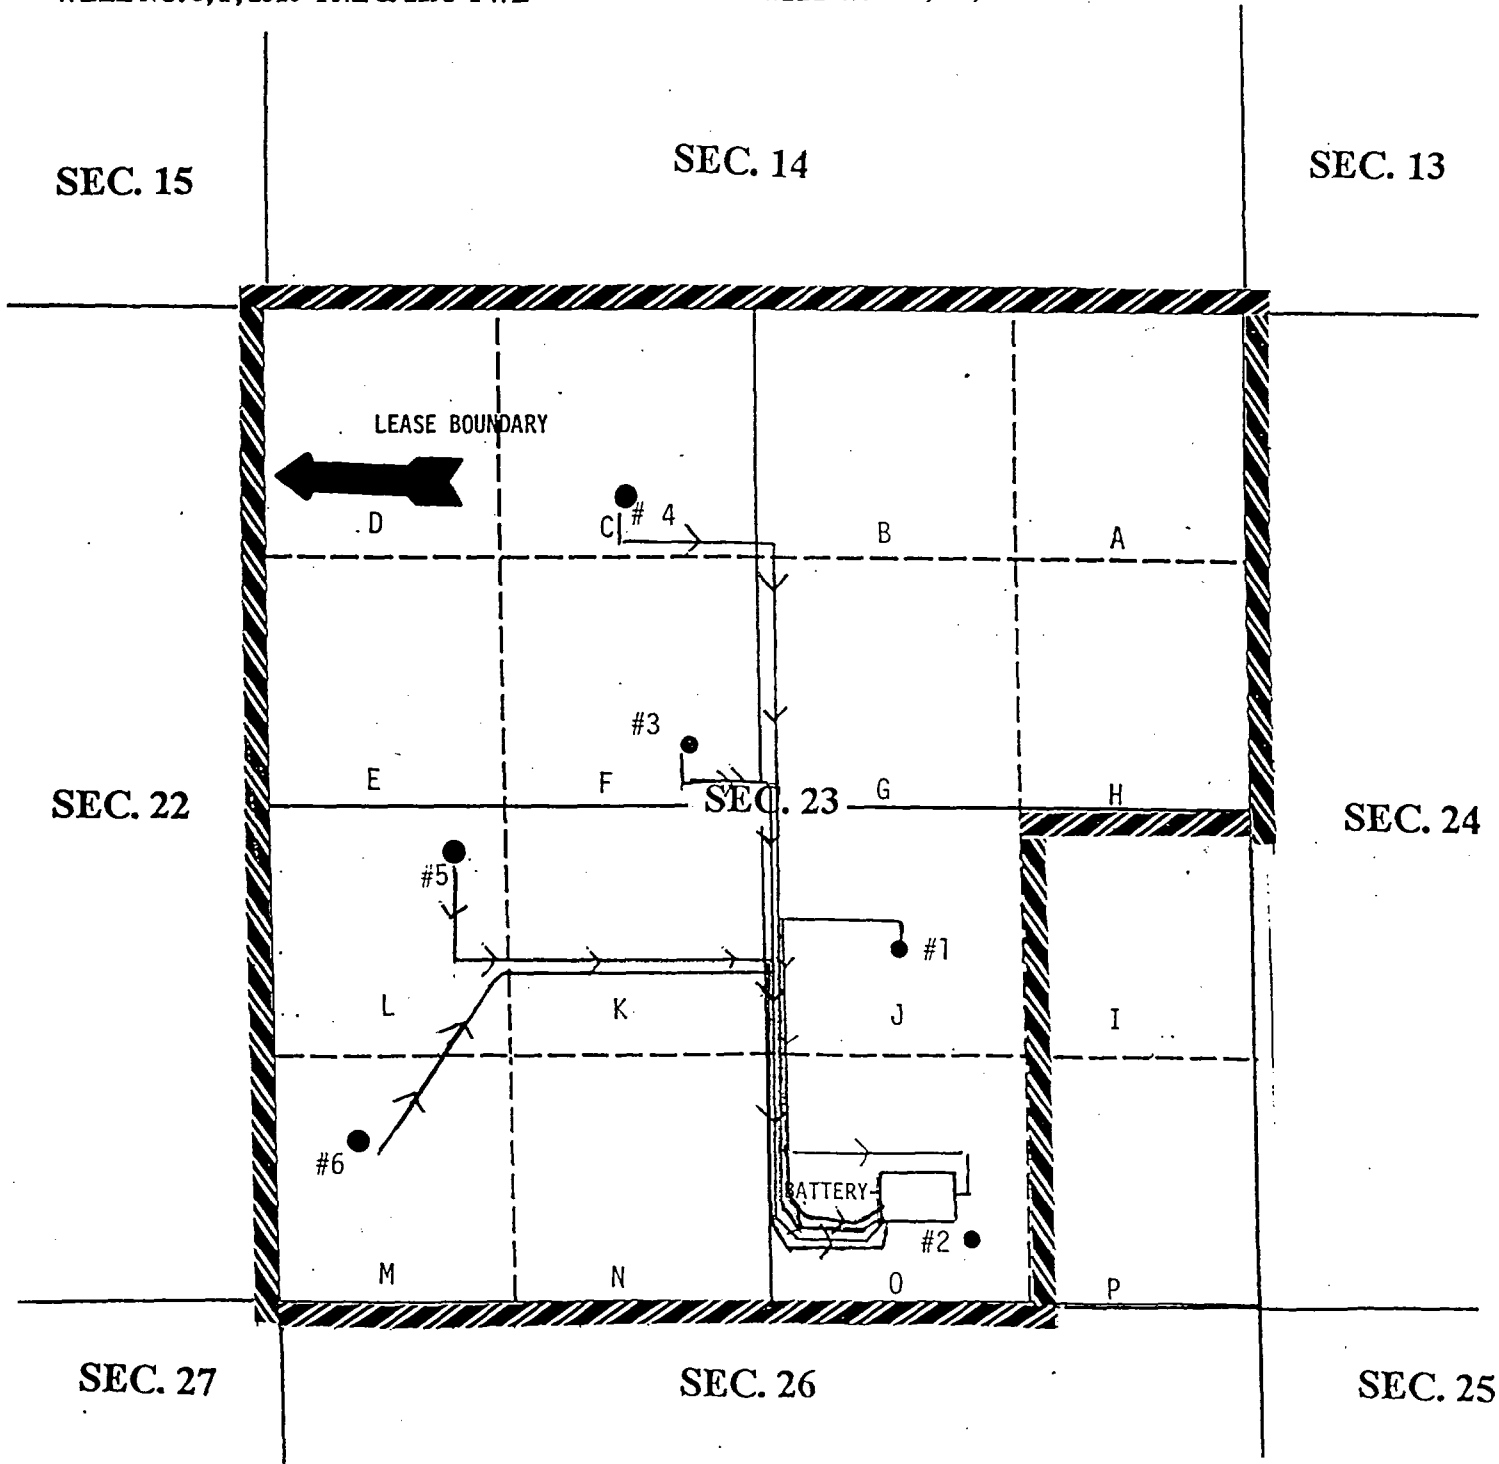 SEC. 15
SEC. 14
SEC. 13
LEASE BOUNDARY
D
C
# 4
B
A
#3
E
F
G
H
SEC. 22
SEC. 23
SEC. 24
#5
#1
L
K
J
I
#6
BATTERY
#2
M
N
O
P
SEC. 27
SEC. 26
SEC. 25